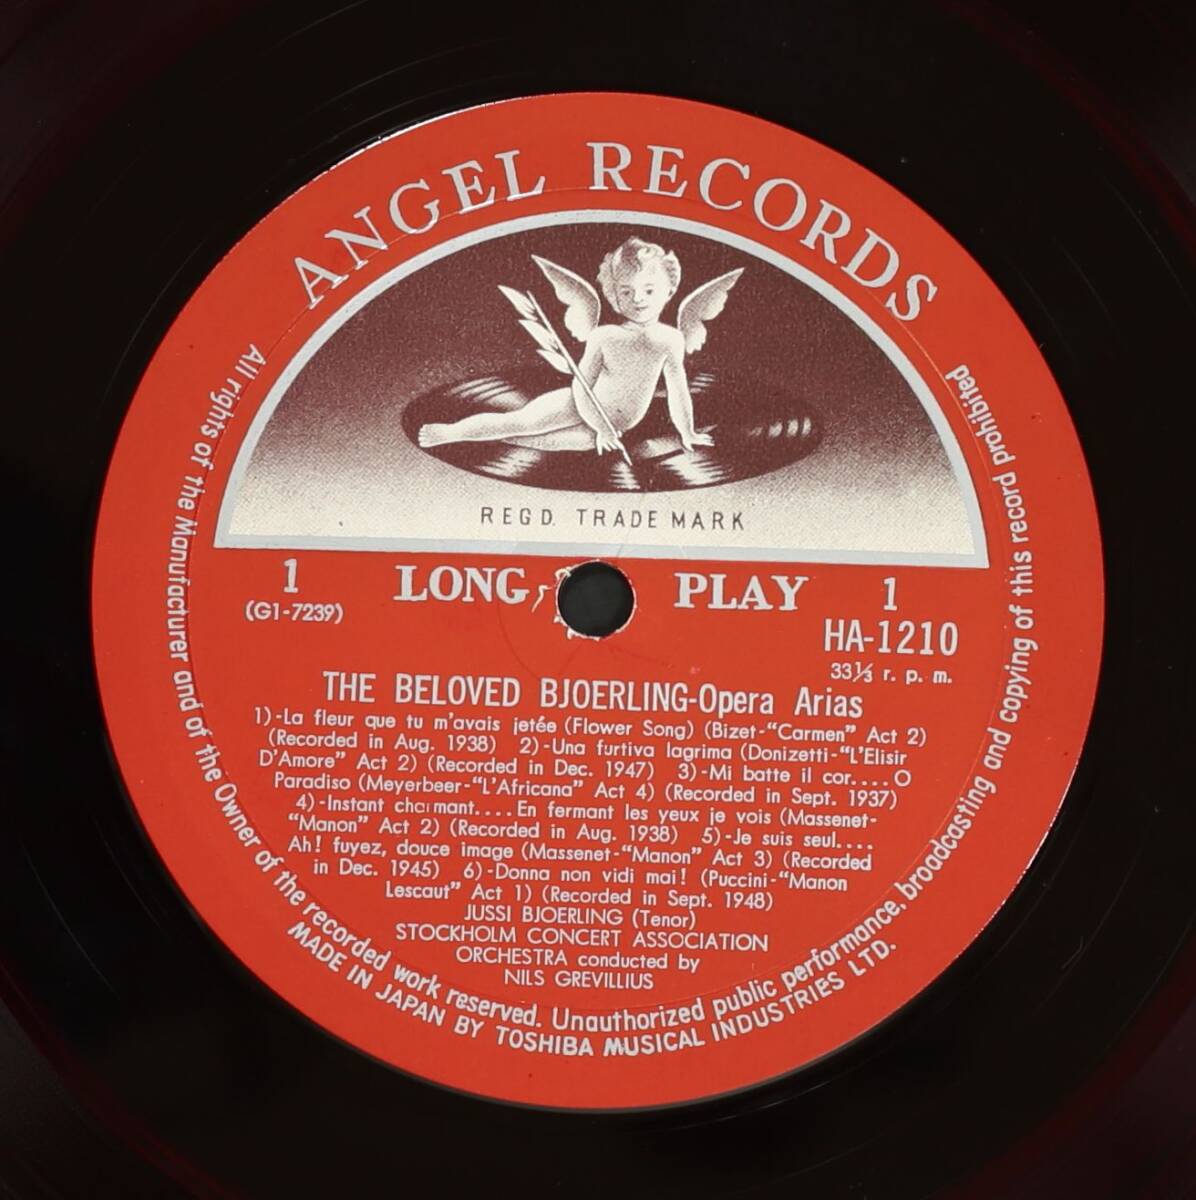 ANGEL RECORDS
REGD. TRADE MARK
1 LONG PLAY 1
(G1-7239)
HA-1210
33⅓ r. p. m.
THE BELOVED BJOERLING-Opera Arias
1)-La fleur que tu m'avais jetée (Flower Song) (Bizet-"Carmen" Act 2)
(Recorded in Aug. 1938) 2)-Una furtiva lagrima (Donizetti-"L'Elisir
D'Amore" Act 2) (Recorded in Dec. 1947) 3)-Mi batte il cor....O
Paradiso (Meyerbeer-"L'Africana" Act 4) (Recorded in Sept. 1937)
4)-Instant charmant....En fermant les yeux je vois (Massenet-
"Manon" Act 2) (Recorded in Aug. 1938) 5)-Je suis seul....
Ah! fuyez, douce image (Massenet-"Manon" Act 3) (Recorded
in Dec. 1945) 6)-Donna non vidi mai! (Puccini-"Manon
Lescaut" Act 1) (Recorded in Sept. 1948)
JUSSI BJOERLING (Tenor)
STOCKHOLM CONCERT ASSOCIATION
ORCHESTRA conducted by
NILS GREVILLIUS
All rights of the Manufacturer and of the Owner of the recorded work reserved. Unauthorized public performance, broadcasting and copying of this record prohibited
MADE IN JAPAN BY TOSHIBA MUSICAL INDUSTRIES LTD.